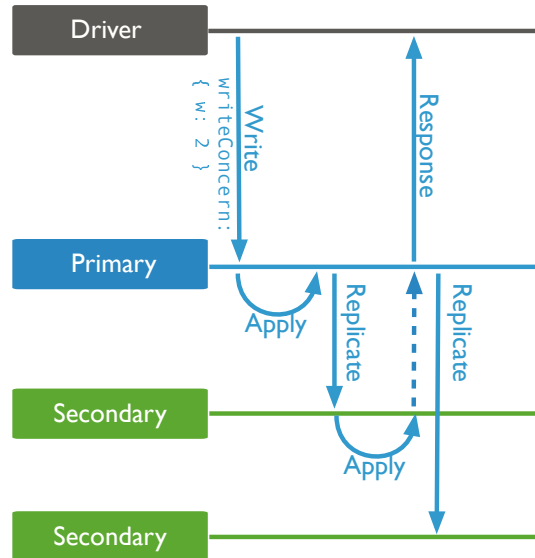 Driver
Write
writeConcern:
{ w: 2 }
Response
Primary
Apply
Replicate
Replicate
Secondary
Apply
Secondary